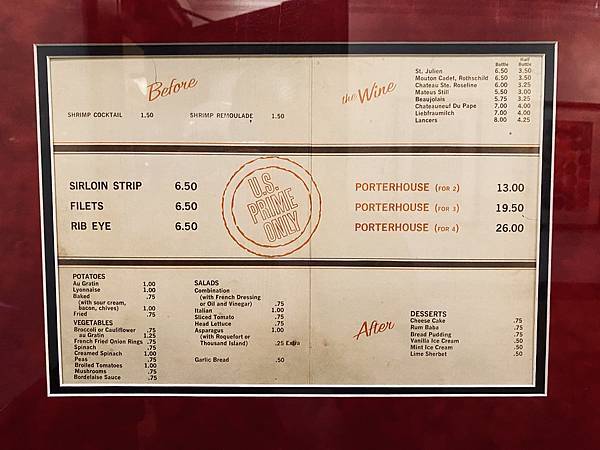 Before
SHRIMP COCKTAIL 1.50 SHRIMP REMOULADE 1.50
the Wine
Bottle Half Bottle
St. Julien 6.50 3.50
Mouton Cadet, Rothschild 6.50 3.50
Chateau Ste. Roseline 6.00 3.25
Mateus Still 5.50 3.00
Beaujolais 5.75 3.25
Chateauneuf Du Pape 7.00 4.00
Liebfraumilch 7.00 4.00
Lancers 8.00 4.25
SIRLOIN STRIP 6.50
FILETS 6.50
RIB EYE 6.50
U.S.
PRIME
ONLY
PORTERHOUSE (FOR 2) 13.00
PORTERHOUSE (FOR 3) 19.50
PORTERHOUSE (FOR 4) 26.00
POTATOES
Au Gratin 1.00
Lyonnaise 1.00
Baked .75
(with sour cream,
bacon, chives) 1.00
Fried .75
VEGETABLES
Broccoli or Cauliflower .75
au Gratin 1.25
French Fried Onion Rings .75
Spinach .75
Creamed Spinach 1.00
Peas .75
Broiled Tomatoes 1.00
Mushrooms .75
Bordelaise Sauce .75
SALADS
Combination
(with French Dressing
or Oil and Vinegar) .75
Italian 1.00
Sliced Tomato .75
Head Lettuce .75
Asparagus 1.00
(with Roquefort or
Thousand Island) .25 Extra
Garlic Bread .50
After
DESSERTS
Cheese Cake .75
Rum Baba .75
Bread Pudding .75
Vanilla Ice Cream .50
Mint Ice Cream .50
Lime Sherbet .50